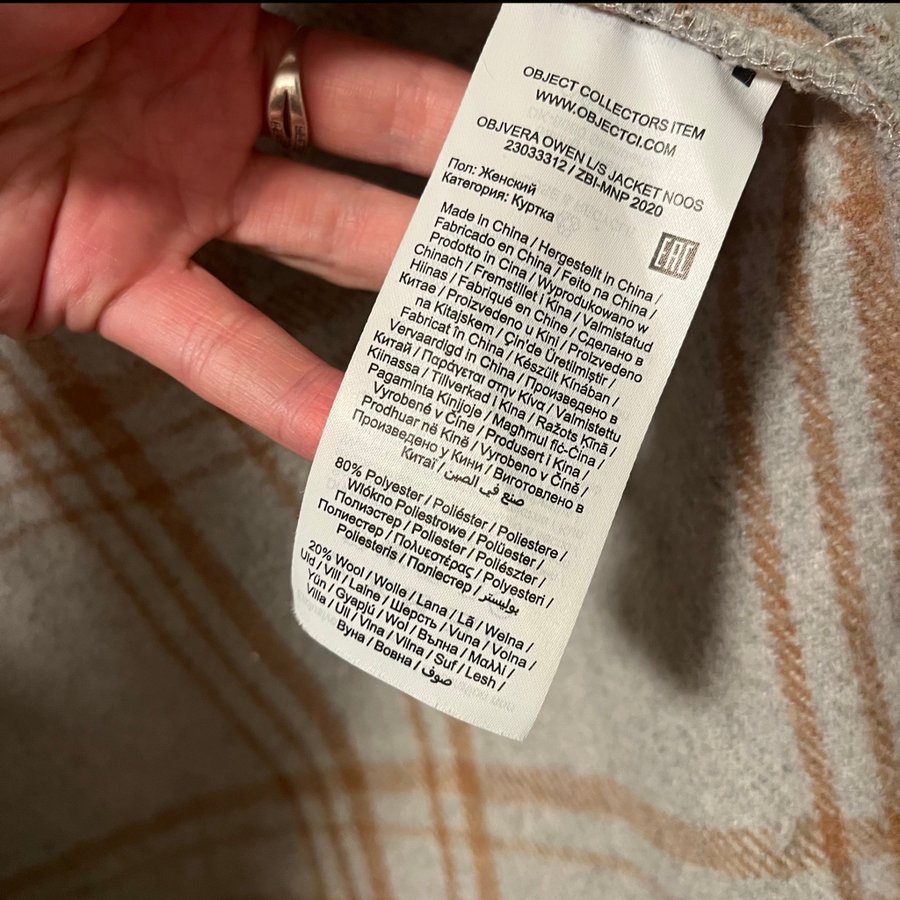 OBJECT COLLECTORS ITEM
WWW.OBJECTCI.COM
OBJVERA OWEN L/S JACKET NOOS
23033312 / ZBI-MNP 2020
Пол: Женский
Категория: Куртка
EAC
Made In China / Hergestellt in China /
Fabricado en China / Feito na China /
Prodotto in Cina / Wyprodukowano w
Chinach / Fremstillet i Kina / Valmistatud
Hiinas / Fabriqué en Chine / Сделано в
Китае / Proizvedeno u Kini / Proizvedeno
na Kitajskem / Çin'de Üretilmiştir /
Fabricat în China / Készült Kínában /
Vervaardigd in China / Произведено в
Китай / Παράγεται στην Κίνα / Valmistettu
Kiinassa / Tillverkad i Kina / Ražots Ķīnā /
Pagaminta Kinijoje / Magħmul fiċ-Ċina /
Vyrobené v Číne / Produsert i Kina /
Prodhuar në Kinë / Vyrobeno v Číně /
Произведено у Кини / Виготовлено в
Китаї / صنع في الصين
80% Polyester / Poliéster / Poliestere /
Włókno Poliestrowe / Polüester /
Полиэстер / Poliester / Poliészter /
Полиестер / Πολυεστέρας / Polyesteri /
Poliesteris / Поліестер / بوليستر
20% Wool / Wolle / Lana / Lã / Wełna /
Uld / Vill / Laine / Шерсть / Vuna / Volna /
Yün / Gyapjú / Wol / Вълна / Μαλλί /
Villa / Ull / Vlna / Vilna / Suf / Lesh /
Вуна / Вовна / صوف